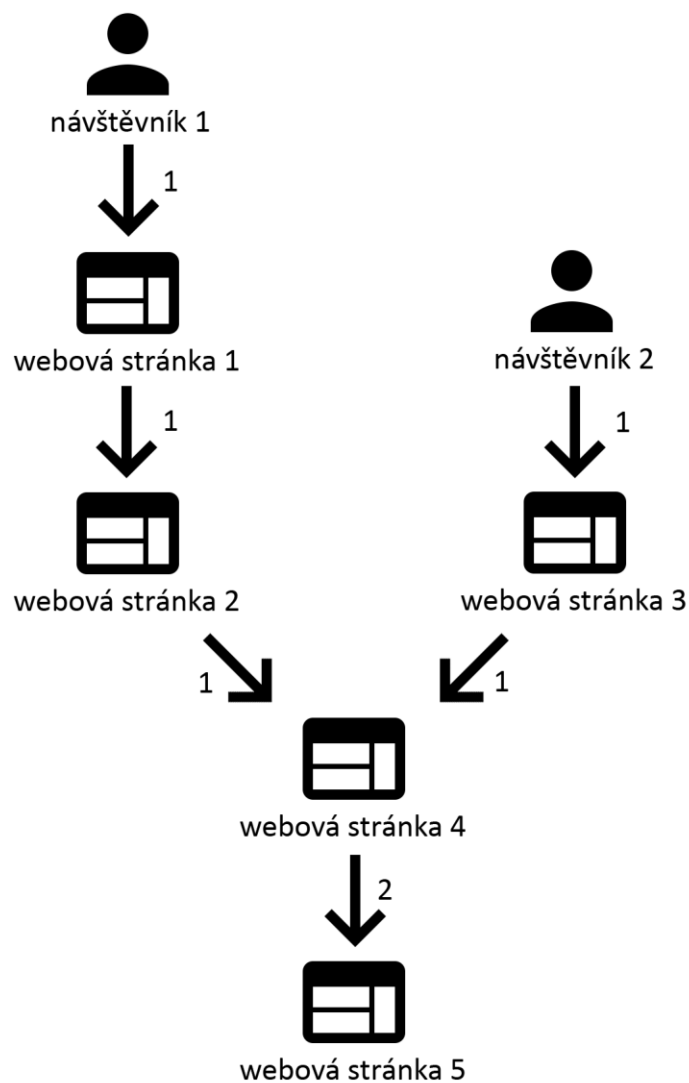 návštěvník 1
1
webová stránka 1
návštěvník 2
1
1
webová stránka 2
webová stránka 3
1
1
webová stránka 4
2
webová stránka 5